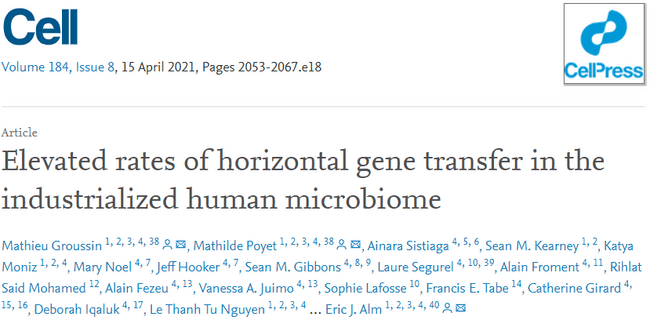 Cell
Volume 184, Issue 8, 15 April 2021, Pages 2053-2067.e18
CellPress
Article
Elevated rates of horizontal gene transfer in the
industrialized human microbiome
Mathieu Groussin 1, 2, 3, 4, 38, Mathilde Poyet 1, 2, 3, 4, 38, Ainara Sistiaga 4, 5, 6, Sean M. Kearney 1, 2, Katya
Moniz 1, 2, 4, Mary Noel 4, 7, Jeff Hooker 4, 7, Sean M. Gibbons 4, 8, 9, Laure Segurel 4, 10, 39, Alain Froment 4, 11, Rihlat
Said Mohamed 12, Alain Fezeu 4, 13, Vanessa A. Juimo 4, 13, Sophie Lafosse 10, Francis E. Tabe 14, Catherine Girard 4,
15, 16, Deborah Iqaluk 4, 17, Le Thanh Tu Nguyen 1, 2, 3, 4 ... Eric J. Alm 1, 2, 3, 4, 40